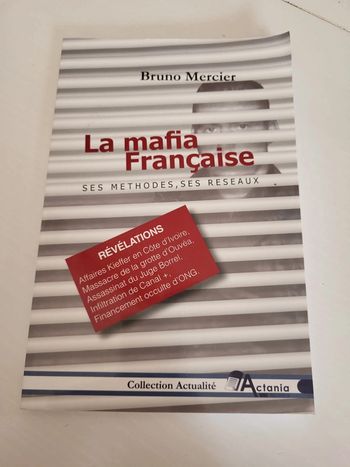 Bruno Mercier
La mafia
Française
SES METHODES, SES RESEAUX
RÉVÉLATIONS
Affaires Kieffer en Côte d'Ivoire,
Massacre de la grotte d'Ouvéa,
Assassinat du Juge Borrel,
Infiltration de Canal +,
Financement occulte d'ONG.
Collection Actualité
Actania